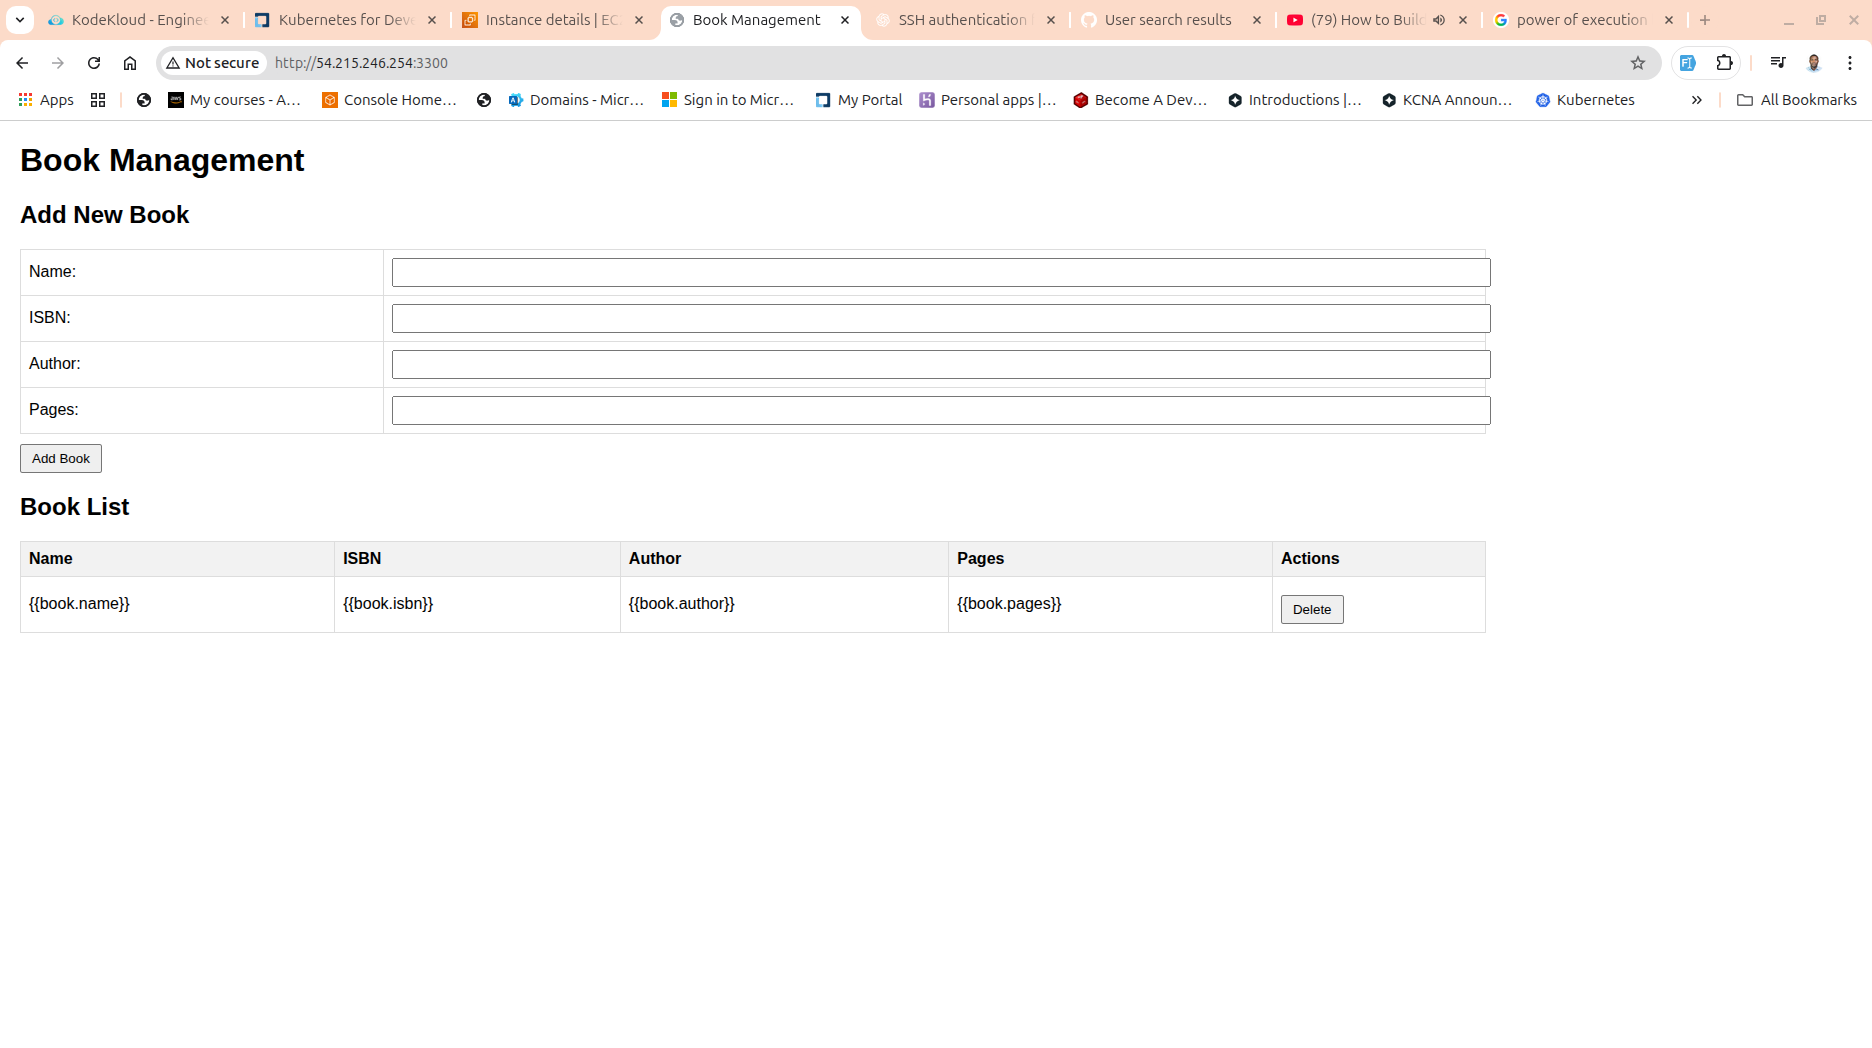 KodeKloud - Enginee
Kubernetes for Deve
Instance details | EC2
Book Management
SSH authentication
User search results
(79) How to Build
power of execution
Not secure http://54.215.246.254:3300
Apps My courses - A... Console Home... Domains - Micr... Sign in to Micr... My Portal Personal apps |... Become A Dev... Introductions |... KCNA Announ... Kubernetes » All Bookmarks
Book Management
Add New Book
Name:
ISBN:
Author:
Pages:
Add Book
Book List
Name ISBN Author Pages Actions
{{book.name}} {{book.isbn}} {{book.author}} {{book.pages}} Delete